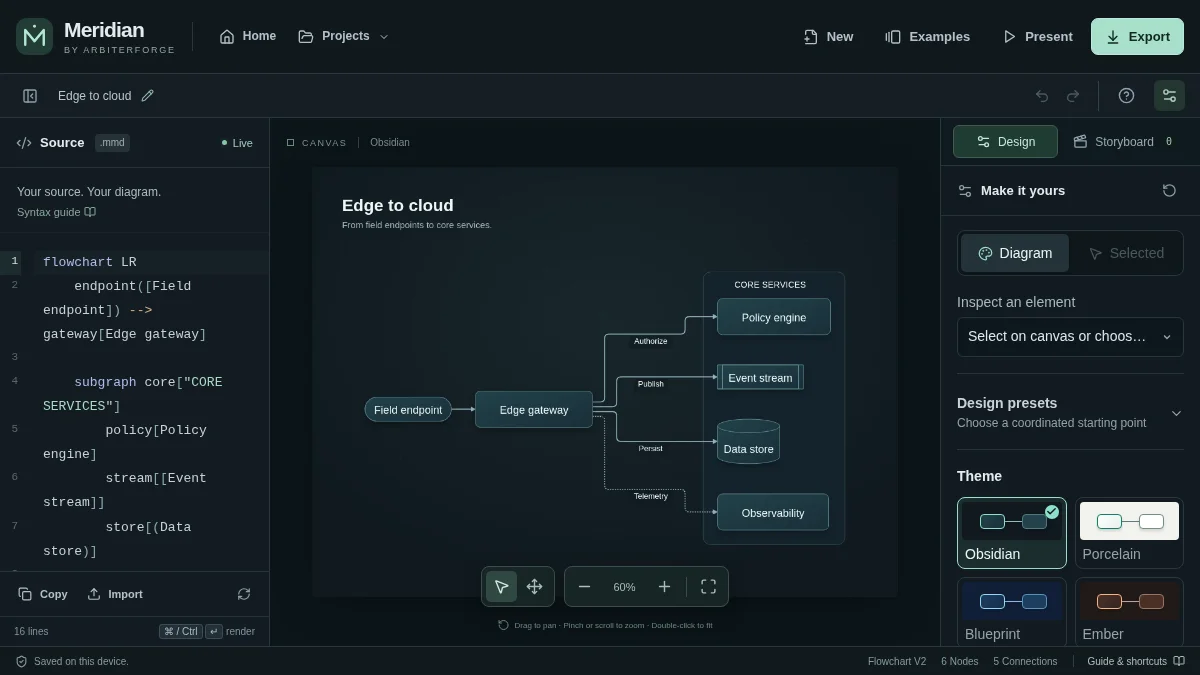 Meridian
BY ARBITERFORGE
Home
Projects
New
Examples
Present
Export
Edge to cloud
Source
.mmd
Live
Your source. Your diagram.
Syntax guide
1
flowchart LR
2
endpoint([Field
endpoint]) -->
gateway[Edge gateway]
3
4
subgraph core["CORE
SERVICES"]
5
policy[Policy
engine]
6
stream[[Event
stream]]
7
store[(Data
store)]
Copy
Import
16 lines
⌘ / Ctrl ↵ render
CANVAS
Obsidian
Edge to cloud
From field endpoints to core services.
CORE SERVICES
Policy engine
Authorize
Event stream
Publish
Field endpoint
Edge gateway
Persist
Data store
Telemetry
Observability
60%
Drag to pan · Pinch or scroll to zoom · Double-click to fit
Design
Storyboard
0
Make it yours
Diagram
Selected
Inspect an element
Select on canvas or choos…
Design presets
Choose a coordinated starting point
Theme
Obsidian
Porcelain
Blueprint
Ember
Saved on this device.
Flowchart V2
6 Nodes
5 Connections
Guide & shortcuts